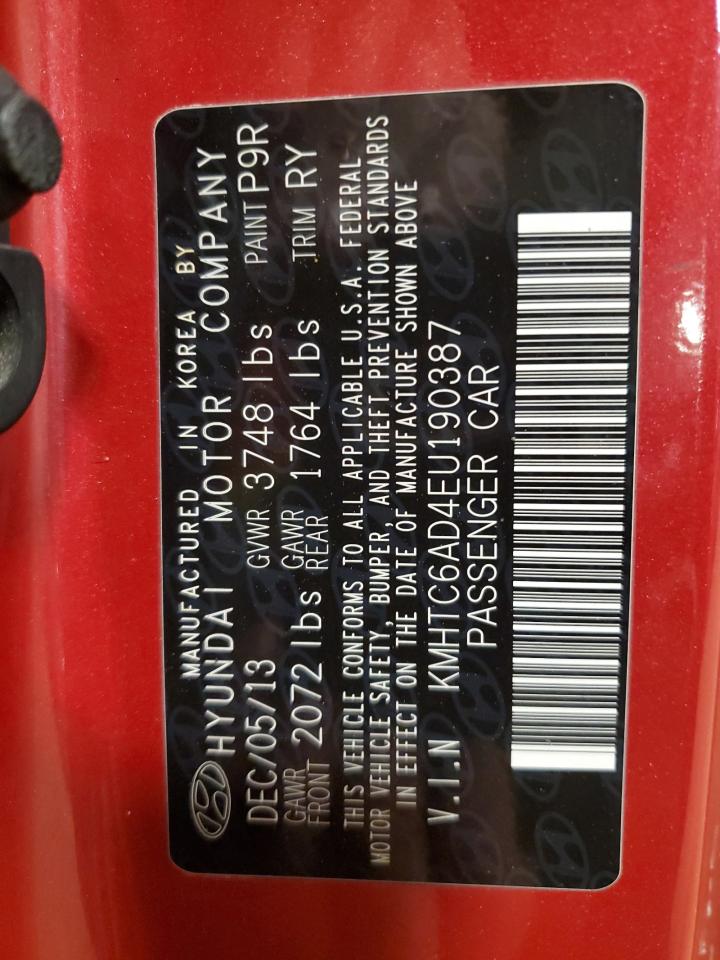 MANUFACTURED IN KOREA BY
HYUNDAI MOTOR COMPANY
DEC/05/13 GVWR 3748 lbs PAINT P9R
GAWR FRONT 2072 lbs GAWR REAR 1764 lbs TRIM RY
THIS VEHICLE CONFORMS TO ALL APPLICABLE U.S.A. FEDERAL
MOTOR VEHICLE SAFETY, BUMPER, AND THEFT PREVENTION STANDARDS
IN EFFECT ON THE DATE OF MANUFACTURE SHOWN ABOVE
V.I.N KMHTC6AD4EU190387
PASSENGER CAR